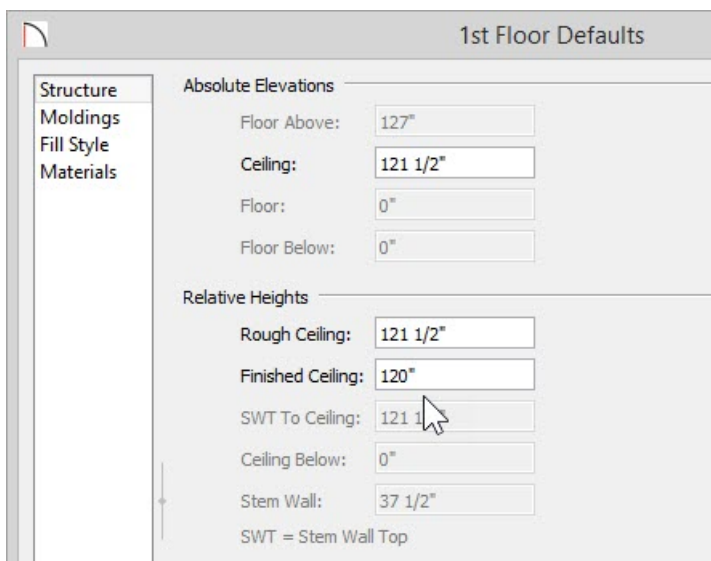 1st Floor Defaults
Structure
Moldings
Fill Style
Materials
Absolute Elevations
Floor Above: 127"
Ceiling: 121 1/2"
Floor: 0"
Floor Below: 0"
Relative Heights
Rough Ceiling: 121 1/2"
Finished Ceiling: 120"
SWT To Ceiling: 121
Ceiling Below: 0"
Stem Wall: 37 1/2"
SWT = Stem Wall Top